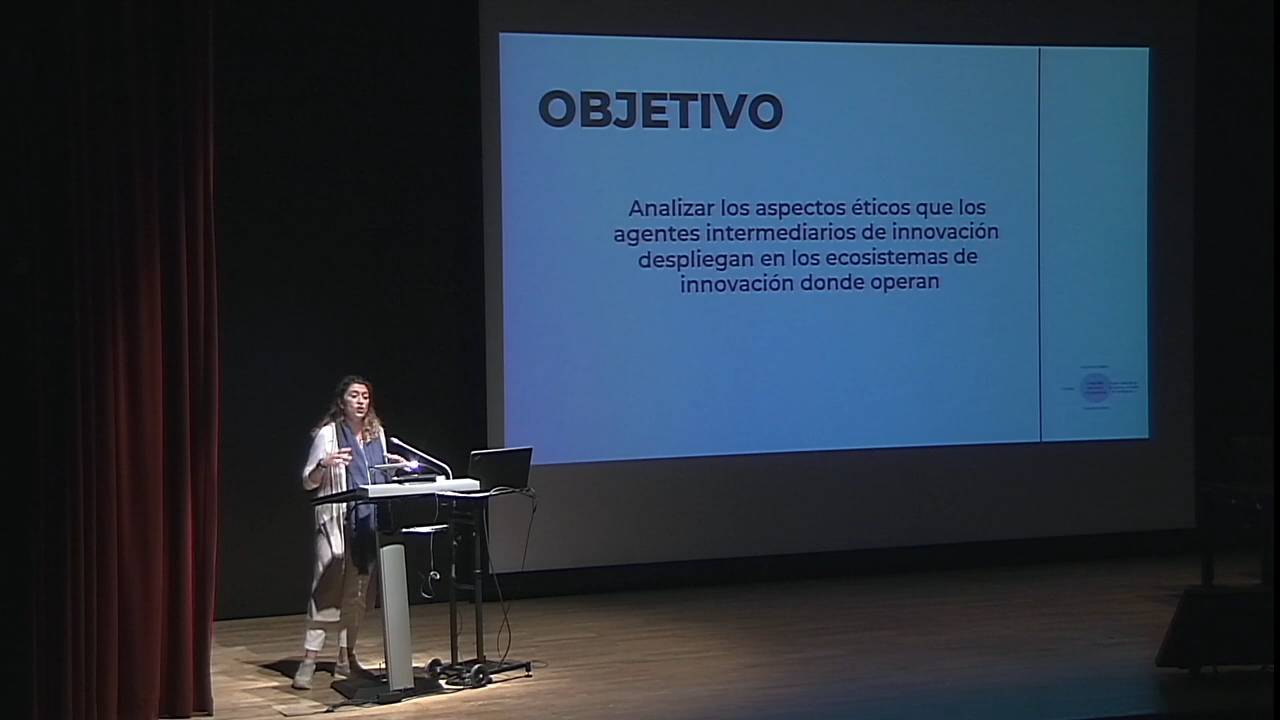 OBJETIVO
Analizar los aspectos éticos que los
agentes intermediarios de innovación
despliegan en los ecosistemas de
innovación donde operan